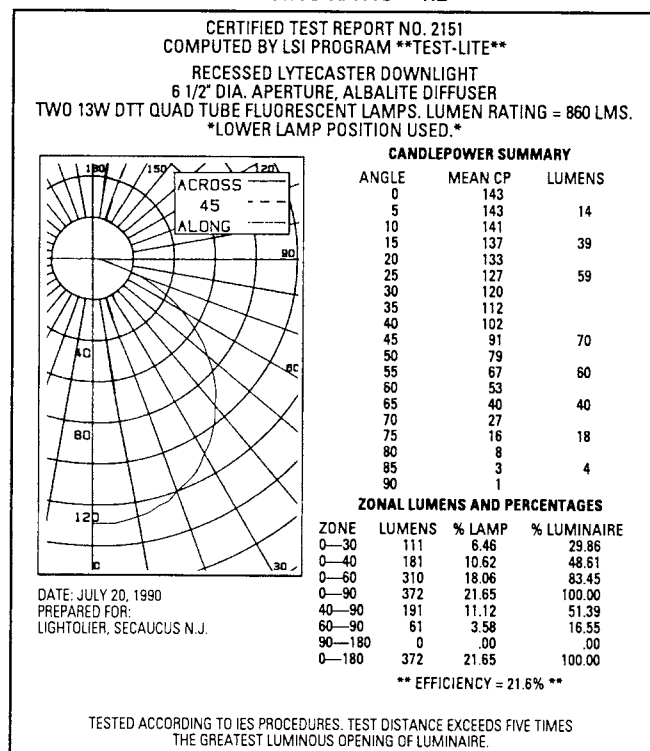 CERTIFIED TEST REPORT NO. 2151
COMPUTED BY LSI PROGRAM **TEST-LITE**
RECESSED LYTECASTER DOWNLIGHT
6 1/2" DIA. APERTURE, ALBALITE DIFFUSER
TWO 13W DTT QUAD TUBE FLUORESCENT LAMPS. LUMEN RATING = 860 LMS.
*LOWER LAMP POSITION USED.*
180 150 120
ACROSS
45
ALONG
90
60
40
80
120
0 30
DATE: JULY 20, 1990
PREPARED FOR:
LIGHTOLIER, SECAUCUS N.J.
CANDLEPOWER SUMMARY
ANGLE MEAN CP LUMENS
0 143
5 143 14
10 141
15 137 39
20 133
25 127 59
30 120
35 112
40 102
45 91 70
50 79
55 67 60
60 53
65 40 40
70 27
75 16 18
80 8
85 3 4
90 1
ZONAL LUMENS AND PERCENTAGES
ZONE LUMENS % LAMP % LUMINAIRE
0—30 111 6.46 29.86
0—40 181 10.62 48.61
0—60 310 18.06 83.45
0—90 372 21.65 100.00
40—90 191 11.12 51.39
60—90 61 3.58 16.55
90—180 0 .00 .00
0—180 372 21.65 100.00
** EFFICIENCY = 21.6% **
TESTED ACCORDING TO IES PROCEDURES. TEST DISTANCE EXCEEDS FIVE TIMES
THE GREATEST LUMINOUS OPENING OF LUMINAIRE.